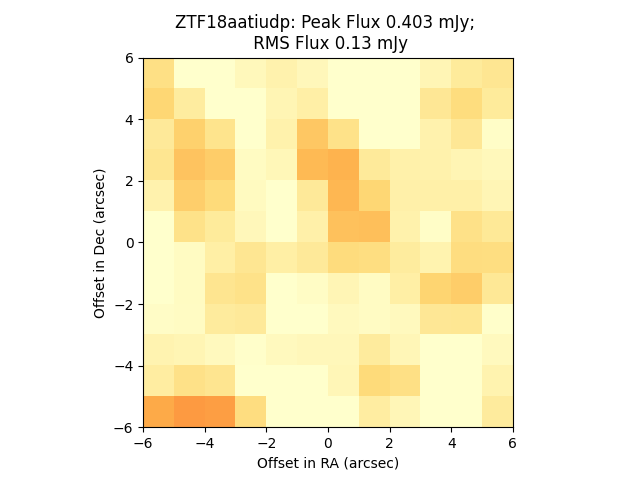 ZTF18aatiudp: Peak Flux 0.403 mJy;
RMS Flux 0.13 mJy
6
4
2
0
−2
−4
−6
Offset in Dec (arcsec)
−6 −4 −2 0 2 4 6
Offset in RA (arcsec)